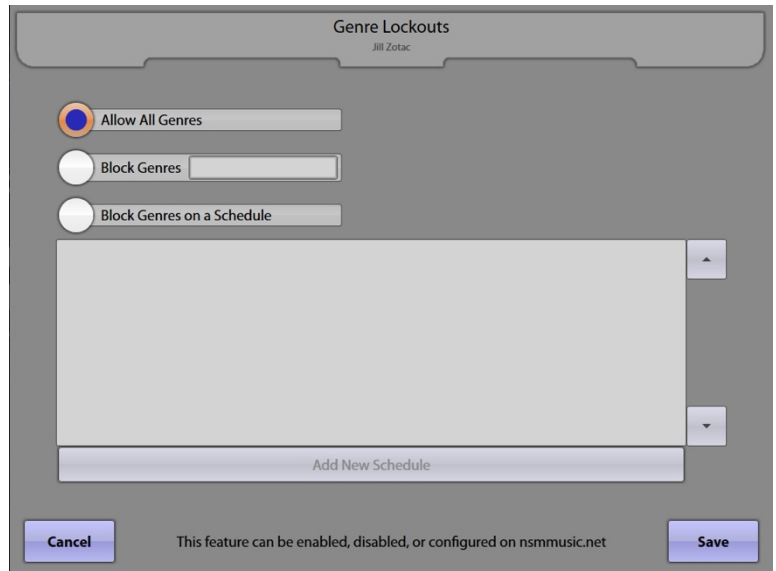 Genre Lockouts
Jill Zotac
Allow All Genres
Block Genres
Block Genres on a Schedule
Add New Schedule
Cancel
This feature can be enabled, disabled, or configured on nsmmusic.net
Save